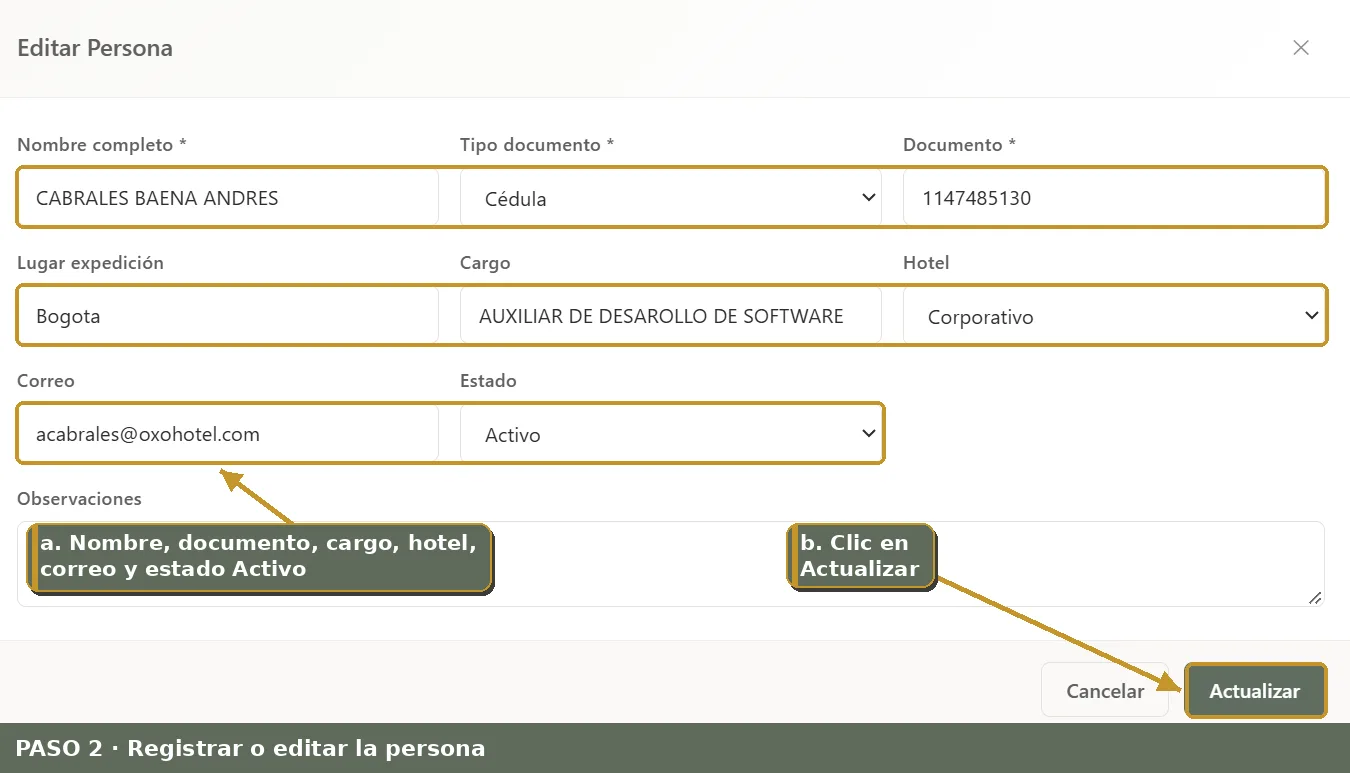 Editar Persona
Nombre completo * Tipo documento * Documento *
CABRALES BAENA ANDRES Cédula 1147485130
Lugar expedición Cargo Hotel
Bogota AUXILIAR DE DESAROLLO DE SOFTWARE Corporativo
Correo Estado
acabrales@oxohotel.com Activo
Observaciones
a. Nombre, documento, cargo, hotel,
correo y estado Activo
b. Clic en
Actualizar
Cancelar Actualizar
PASO 2 · Registrar o editar la persona